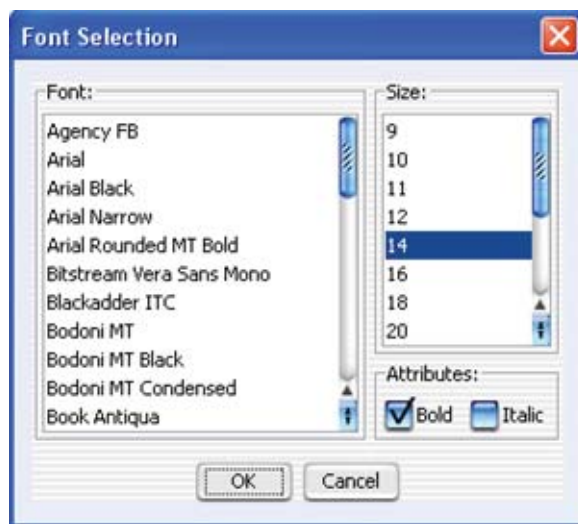 Font Selection
Font:
Agency FB
Arial
Arial Black
Arial Narrow
Arial Rounded MT Bold
Bitstream Vera Sans Mono
Blackadder ITC
Bodoni MT
Bodoni MT Black
Bodoni MT Condensed
Book Antiqua
Size:
9
10
11
12
14
16
18
20
Attributes:
Bold Italic
OK Cancel